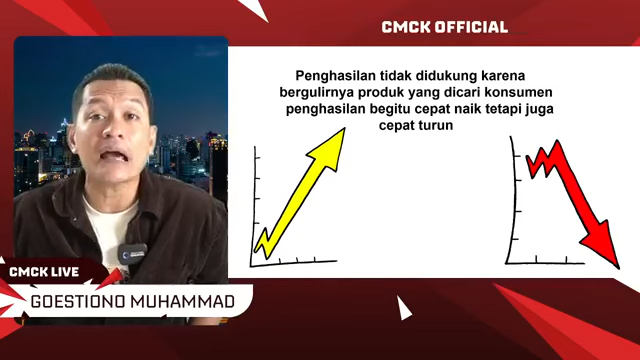 CMCK OFFICIAL
Penghasilan tidak didukung karena
bergulirnya produk yang dicari konsumen
penghasilan begitu cepat naik tetapi juga
cepat turun
CMCK LIVE
GOESTIONO MUHAMMAD